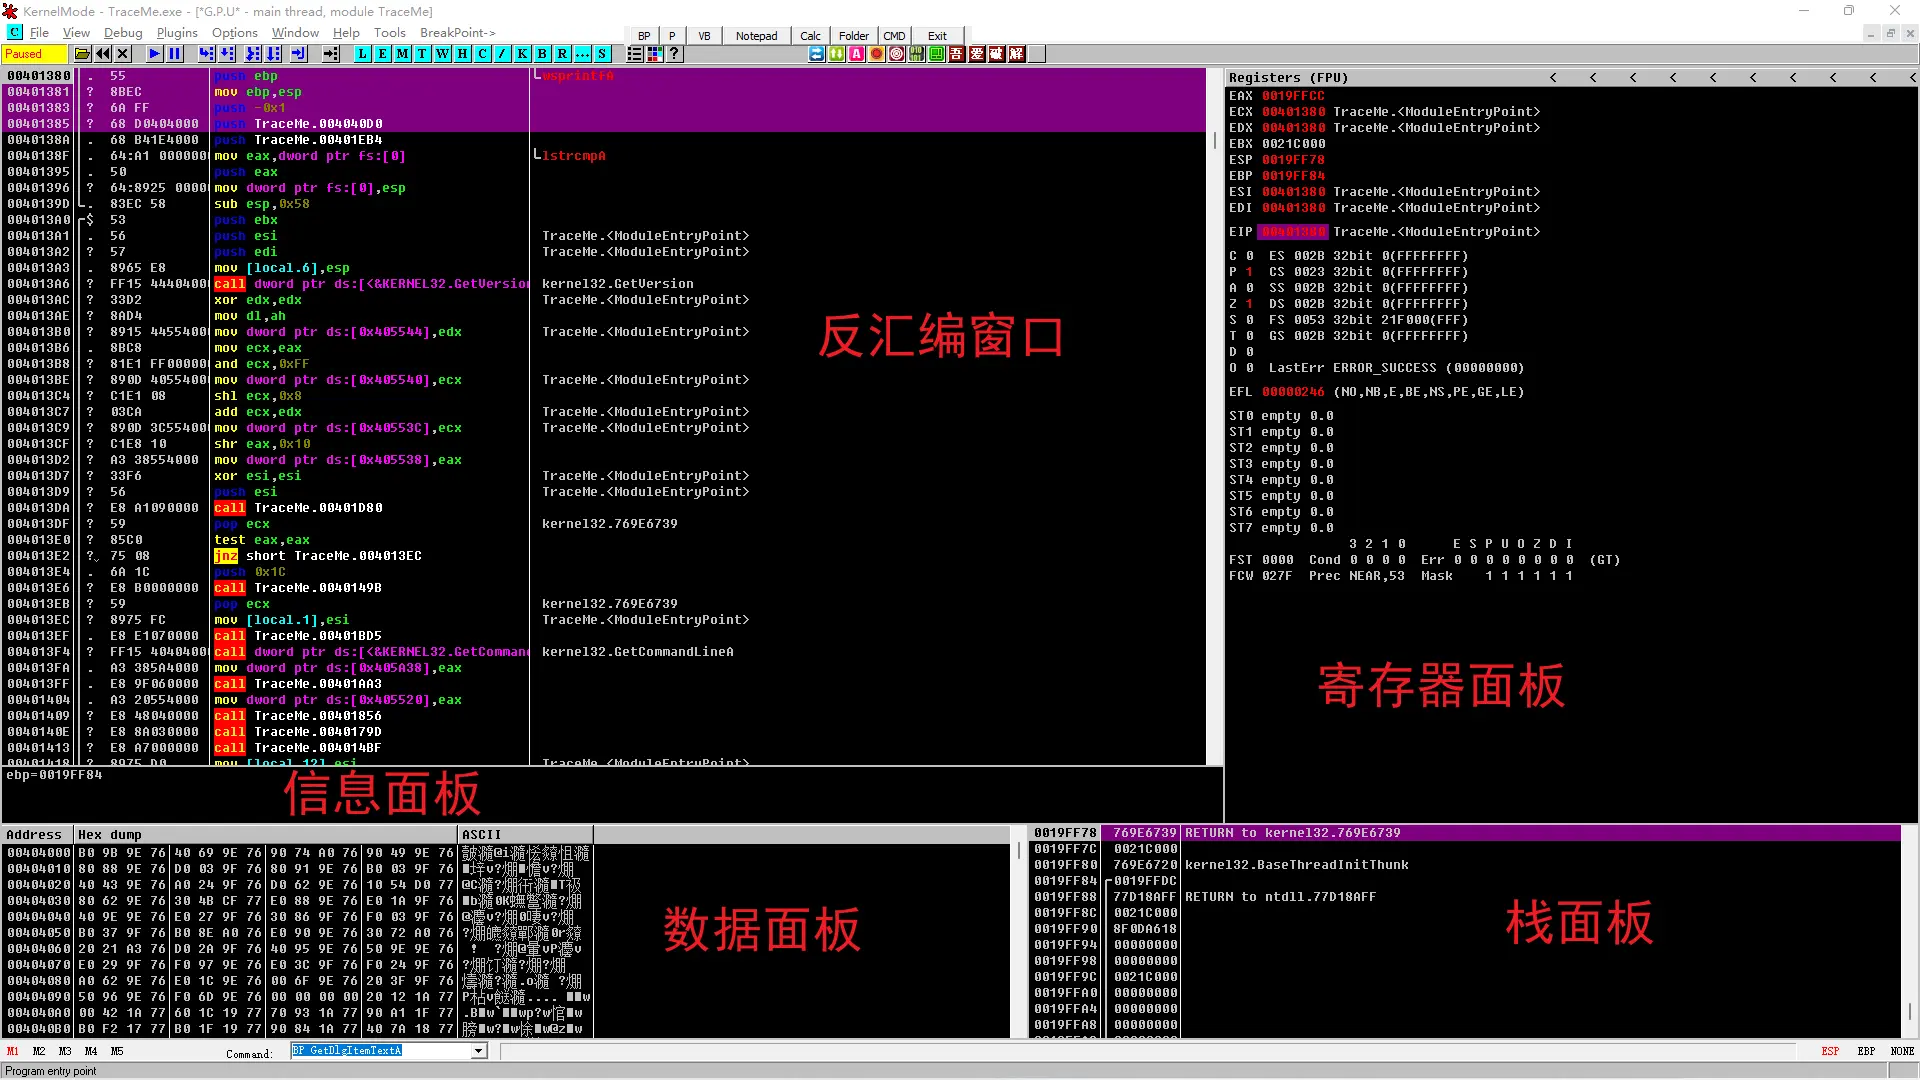 KernelMode - TraceMe.exe - [*G.P.U* - main thread, module TraceMe]
C File View Debug Plugins Options Window Help Tools BreakPoint->
BP P VB Notepad Calc Folder CMD Exit
Paused
L E M T W H C / K B R ... S
吾 爱 破 解
00401380 . 55 push ebp wsprintfA
00401381 ? 8BEC mov ebp,esp
00401383 ? 6A FF push -0x1
00401385 ? 68 D0404000 push TraceMe.004040D0
0040138A . 68 B41E4000 push TraceMe.00401EB4
0040138F . 64:A1 0000000 mov eax,dword ptr fs:[0] lstrcmpA
00401395 . 50 push eax
00401396 ? 64:8925 0000 mov dword ptr fs:[0],esp
0040139D . 83EC 58 sub esp,0x58
004013A0 $ 53 push ebx
004013A1 . 56 push esi TraceMe.<ModuleEntryPoint>
004013A2 ? 57 push edi TraceMe.<ModuleEntryPoint>
004013A3 . 8965 E8 mov [local.6],esp
004013A6 ? FF15 44404000 call dword ptr ds:[<&KERNEL32.GetVersion kernel32.GetVersion
004013AC ? 33D2 xor edx,edx TraceMe.<ModuleEntryPoint>
004013AE ? 8AD4 mov dl,ah
004013B0 ? 8915 44554000 mov dword ptr ds:[0x405544],edx TraceMe.<ModuleEntryPoint>
004013B6 . 8BC8 mov ecx,eax
004013B8 ? 81E1 FF000000 and ecx,0xFF
004013BE ? 890D 40554000 mov dword ptr ds:[0x405540],ecx TraceMe.<ModuleEntryPoint>
004013C4 ? C1E1 08 shl ecx,0x8
004013C7 ? 03CA add ecx,edx TraceMe.<ModuleEntryPoint>
004013C9 ? 890D 3C554000 mov dword ptr ds:[0x40553C],ecx TraceMe.<ModuleEntryPoint>
004013CF ? C1E8 10 shr eax,0x10
004013D2 ? A3 38554000 mov dword ptr ds:[0x405538],eax
004013D7 ? 33F6 xor esi,esi TraceMe.<ModuleEntryPoint>
004013D9 ? 56 push esi TraceMe.<ModuleEntryPoint>
004013DA ? E8 A1090000 call TraceMe.00401D80
004013DF ? 59 pop ecx kernel32.769E6739
004013E0 ? 85C0 test eax,eax
004013E2 ? 75 08 jnz short TraceMe.004013EC
004013E4 . 6A 1C push 0x1C
004013E6 ? E8 B0000000 call TraceMe.0040149B
004013EB ? 59 pop ecx kernel32.769E6739
004013EC ? 8975 FC mov [local.1],esi TraceMe.<ModuleEntryPoint>
004013EF . E8 E1070000 call TraceMe.00401BD5
004013F4 ? FF15 40404000 call dword ptr ds:[<&KERNEL32.GetComman kernel32.GetCommandLineA
004013FA . A3 385A4000 mov dword ptr ds:[0x405A38],eax
004013FF . E8 9F060000 call TraceMe.00401AA3
00401404 . A3 20554000 mov dword ptr ds:[0x405520],eax
00401409 ? E8 48040000 call TraceMe.00401856
0040140E ? E8 8A030000 call TraceMe.0040179D
00401413 ? E8 A7000000 call TraceMe.004014BF
00401418 ? 8975 D0 mov [local.12],esi TraceMe.<ModuleEntryPoint>
反汇编窗口
ebp=0019FF84
信息面板
Registers (FPU) < < < < < < < < < <
EAX 0019FFCC
ECX 00401380 TraceMe.<ModuleEntryPoint>
EDX 00401380 TraceMe.<ModuleEntryPoint>
EBX 0021C000
ESP 0019FF78
EBP 0019FF84
ESI 00401380 TraceMe.<ModuleEntryPoint>
EDI 00401380 TraceMe.<ModuleEntryPoint>
EIP 00401380 TraceMe.<ModuleEntryPoint>
C 0 ES 002B 32bit 0(FFFFFFFF)
P 1 CS 0023 32bit 0(FFFFFFFF)
A 0 SS 002B 32bit 0(FFFFFFFF)
Z 1 DS 002B 32bit 0(FFFFFFFF)
S 0 FS 0053 32bit 21F000(FFF)
T 0 GS 002B 32bit 0(FFFFFFFF)
D 0
O 0 LastErr ERROR_SUCCESS (00000000)
EFL 00000246 (NO,NB,E,BE,NS,PE,GE,LE)
ST0 empty 0.0
ST1 empty 0.0
ST2 empty 0.0
ST3 empty 0.0
ST4 empty 0.0
ST5 empty 0.0
ST6 empty 0.0
ST7 empty 0.0
3 2 1 0 E S P U O Z D I
FST 0000 Cond 0 0 0 0 Err 0 0 0 0 0 0 0 0 (GT)
FCW 027F Prec NEAR,53 Mask 1 1 1 1 1 1
寄存器面板
Address Hex dump ASCII
00404000 B0 9B 9E 76 40 69 9E 76 90 74 A0 76 90 49 9E 76
00404010 80 88 9E 76 D0 03 9F 76 80 91 9E 76 B0 03 9F 76
00404020 40 43 9E 76 A0 24 9F 76 D0 62 9E 76 10 54 D0 77
00404030 80 62 9E 76 30 4B CF 77 E0 88 9E 76 E0 1A 9F 76
00404040 40 9E 9E 76 E0 27 9F 76 30 86 9F 76 F0 03 9F 76
00404050 B0 37 9F 76 B0 8E A0 76 E0 90 9E 76 30 72 A0 76
00404060 20 21 A3 76 D0 2A 9F 76 40 95 9E 76 50 9E 9E 76
00404070 E0 29 9F 76 F0 97 9E 76 E0 3C 9F 76 F0 24 9F 76
00404080 A0 62 9E 76 E0 1C 9E 76 00 6F 9E 76 20 3F 9F 76
00404090 50 96 9E 76 F0 6D 9E 76 00 00 00 00 20 12 1A 77
004040A0 00 42 1A 77 60 1C 19 77 70 93 1A 77 90 A1 1F 77
004040B0 B0 F2 17 77 B0 1F 19 77 90 84 1A 77 40 7A 18 77
数据面板
0019FF78 769E6739 RETURN to kernel32.769E6739
0019FF7C 0021C000
0019FF80 769E6720 kernel32.BaseThreadInitThunk
0019FF84 0019FFDC
0019FF88 77D18AFF RETURN to ntdll.77D18AFF
0019FF8C 0021C000
0019FF90 8F0DA618
0019FF94 00000000
0019FF98 00000000
0019FF9C 0021C000
0019FFA0 00000000
0019FFA4 00000000
0019FFA8 00000000
栈面板
M1 M2 M3 M4 M5 Command: BP GetDlgItemTextA ESP EBP NONE
Program entry point